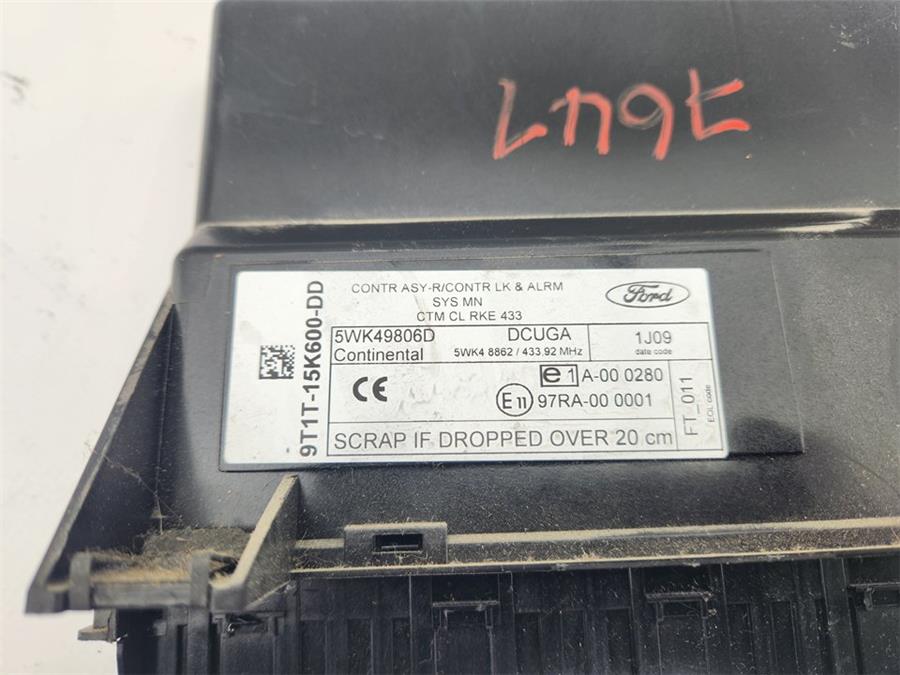 CONTR ASY-R/CONTR LK & ALRM
SYS MN
CTM CL RKE 433
Ford
9T1T-15K600-DD
5WK49806D
Continental
DCUGA
5WK4 8862 / 433,92 MHz
1J09
date code
CE
e1 A-00 0280
E11 97RA-00 0001
FT_011
EOL code
SCRAP IF DROPPED OVER 20 cm